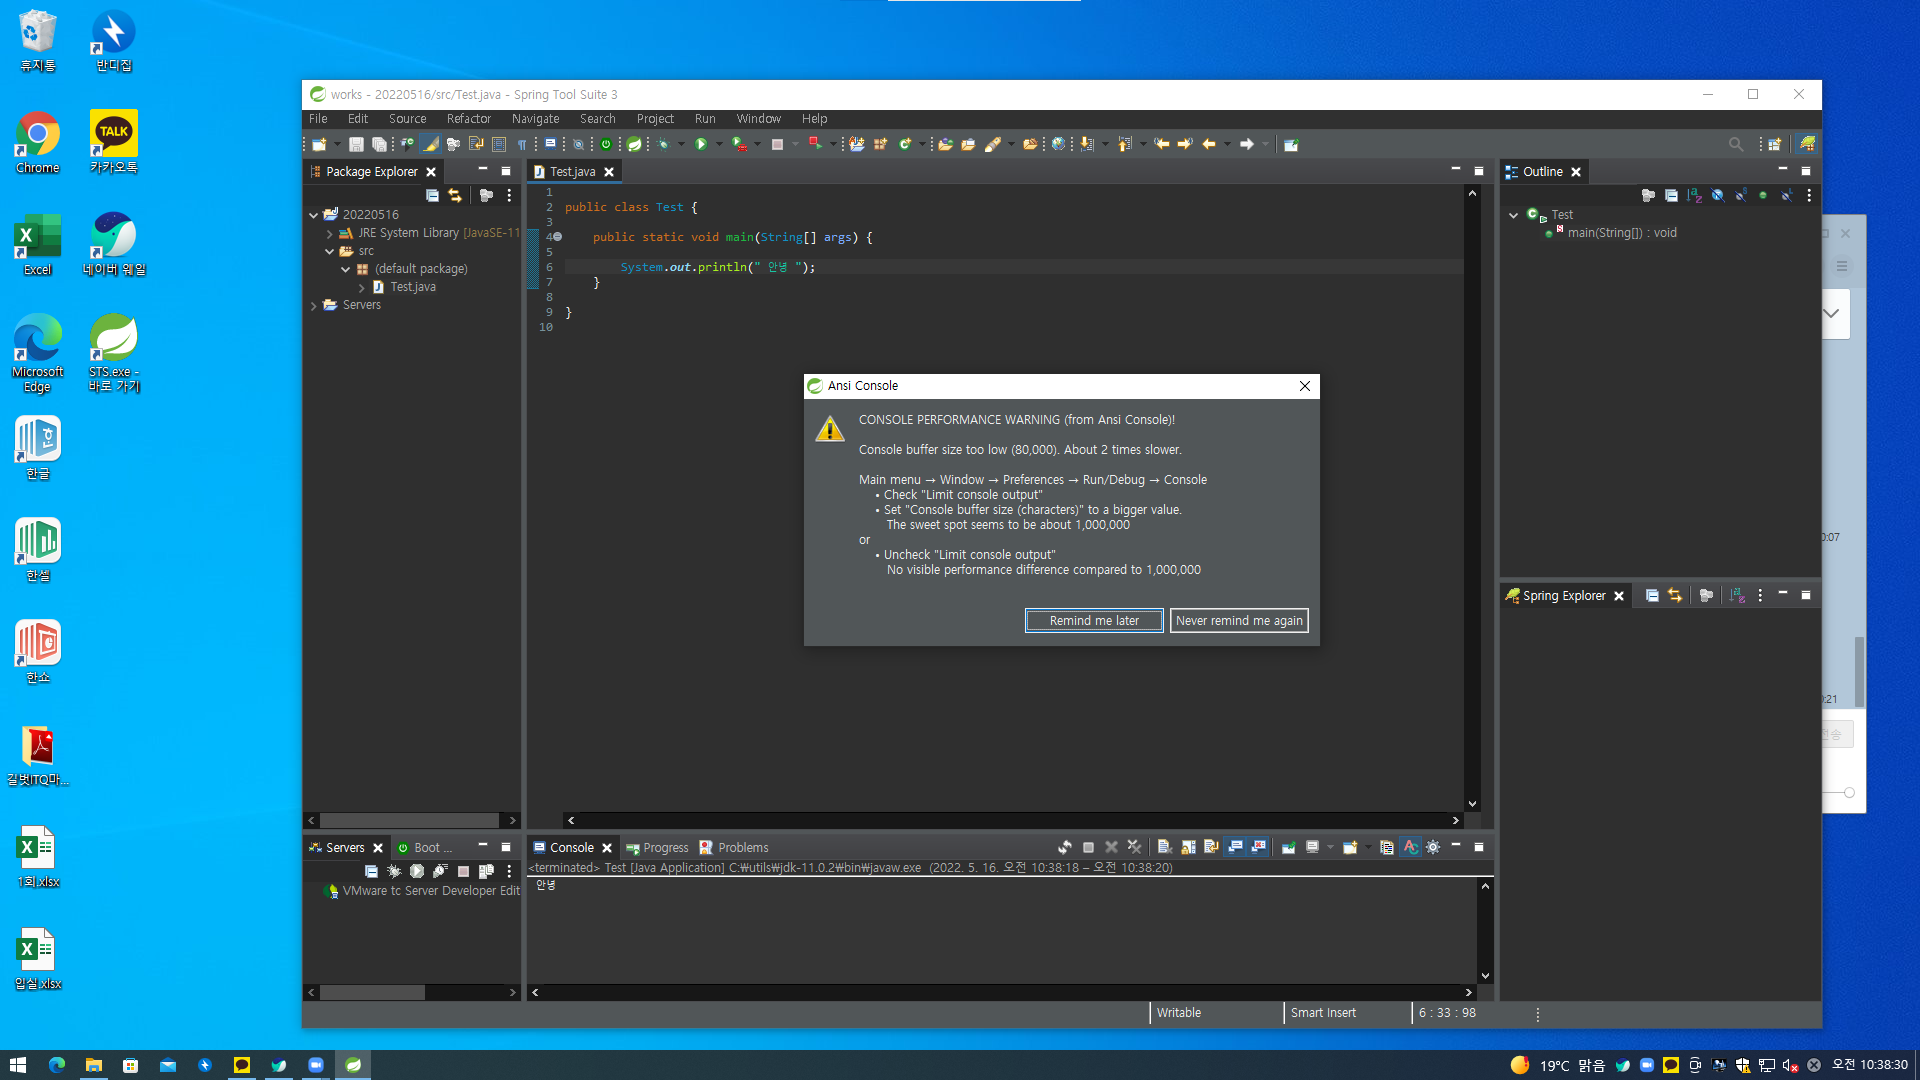 휴지통
반디집
Chrome
TALK
카카오톡
Excel
네이버 웨일
Microsoft Edge
STS.exe - 바로 가기
한글
한셀
한쇼
길벗ITQ마...
1회.xlsx
입실.xlsx
works - 20220516/src/Test.java - Spring Tool Suite 3
File Edit Source Refactor Navigate Search Project Run Window Help
Package Explorer
20220516
JRE System Library [JavaSE-11
src
(default package)
Test.java
Servers
Test.java
1
2 public class Test {
3
4 public static void main(String[] args) {
5
6 System.out.println(" 안녕 ");
7 }
8
9 }
10
Ansi Console
CONSOLE PERFORMANCE WARNING (from Ansi Console)!
Console buffer size too low (80,000). About 2 times slower.
Main menu → Window → Preferences → Run/Debug → Console
• Check "Limit console output"
• Set "Console buffer size (characters)" to a bigger value.
The sweet spot seems to be about 1,000,000
or
• Uncheck "Limit console output"
No visible performance difference compared to 1,000,000
Remind me later
Never remind me again
Outline
Test
main(String[]) : void
Spring Explorer
0:07
0:21
전송
Servers
Boot ...
VMware tc Server Developer Edit
Console
Progress
Problems
<terminated> Test [Java Application] C:₩utils₩jdk-11.0.2₩bin₩javaw.exe (2022. 5. 16. 오전 10:38:18 – 오전 10:38:20)
안녕
Writable
Smart Insert
6 : 33 : 98
19°C 맑음
오전 10:38:30